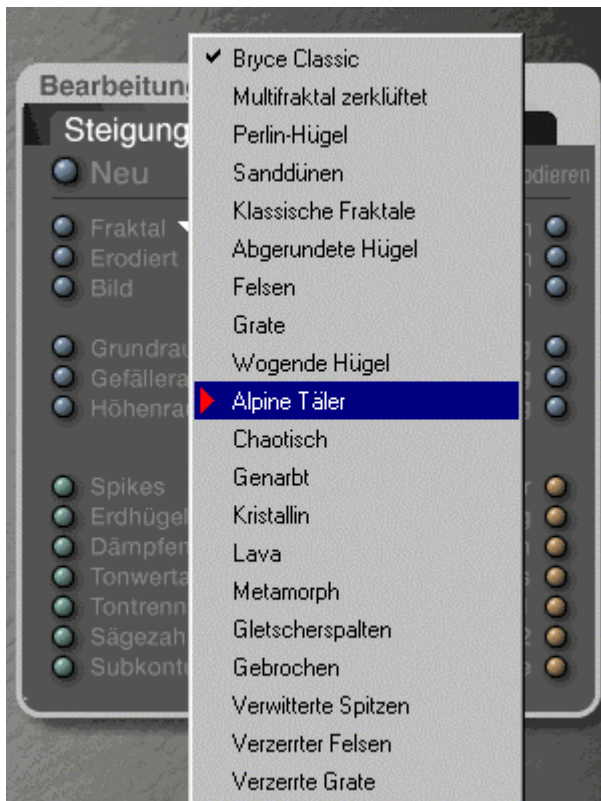 Bearbeitun
Steigung
Neu
odieren
Fraktal
Erodiert
Bild
Grundrau
Gefällera
Höhenra
Spikes
Erdhügel
Dämpfen
Tonwerta
Tontrenn
Sägezah
Subkontu
Bryce Classic
Multifraktal zerklüftet
Perlin-Hügel
Sanddünen
Klassische Fraktale
Abgerundete Hügel
Felsen
Grate
Wogende Hügel
Alpine Täler
Chaotisch
Genarbt
Kristallin
Lava
Metamorph
Gletscherspalten
Gebrochen
Verwitterte Spitzen
Verzerrter Felsen
Verzerrte Grate